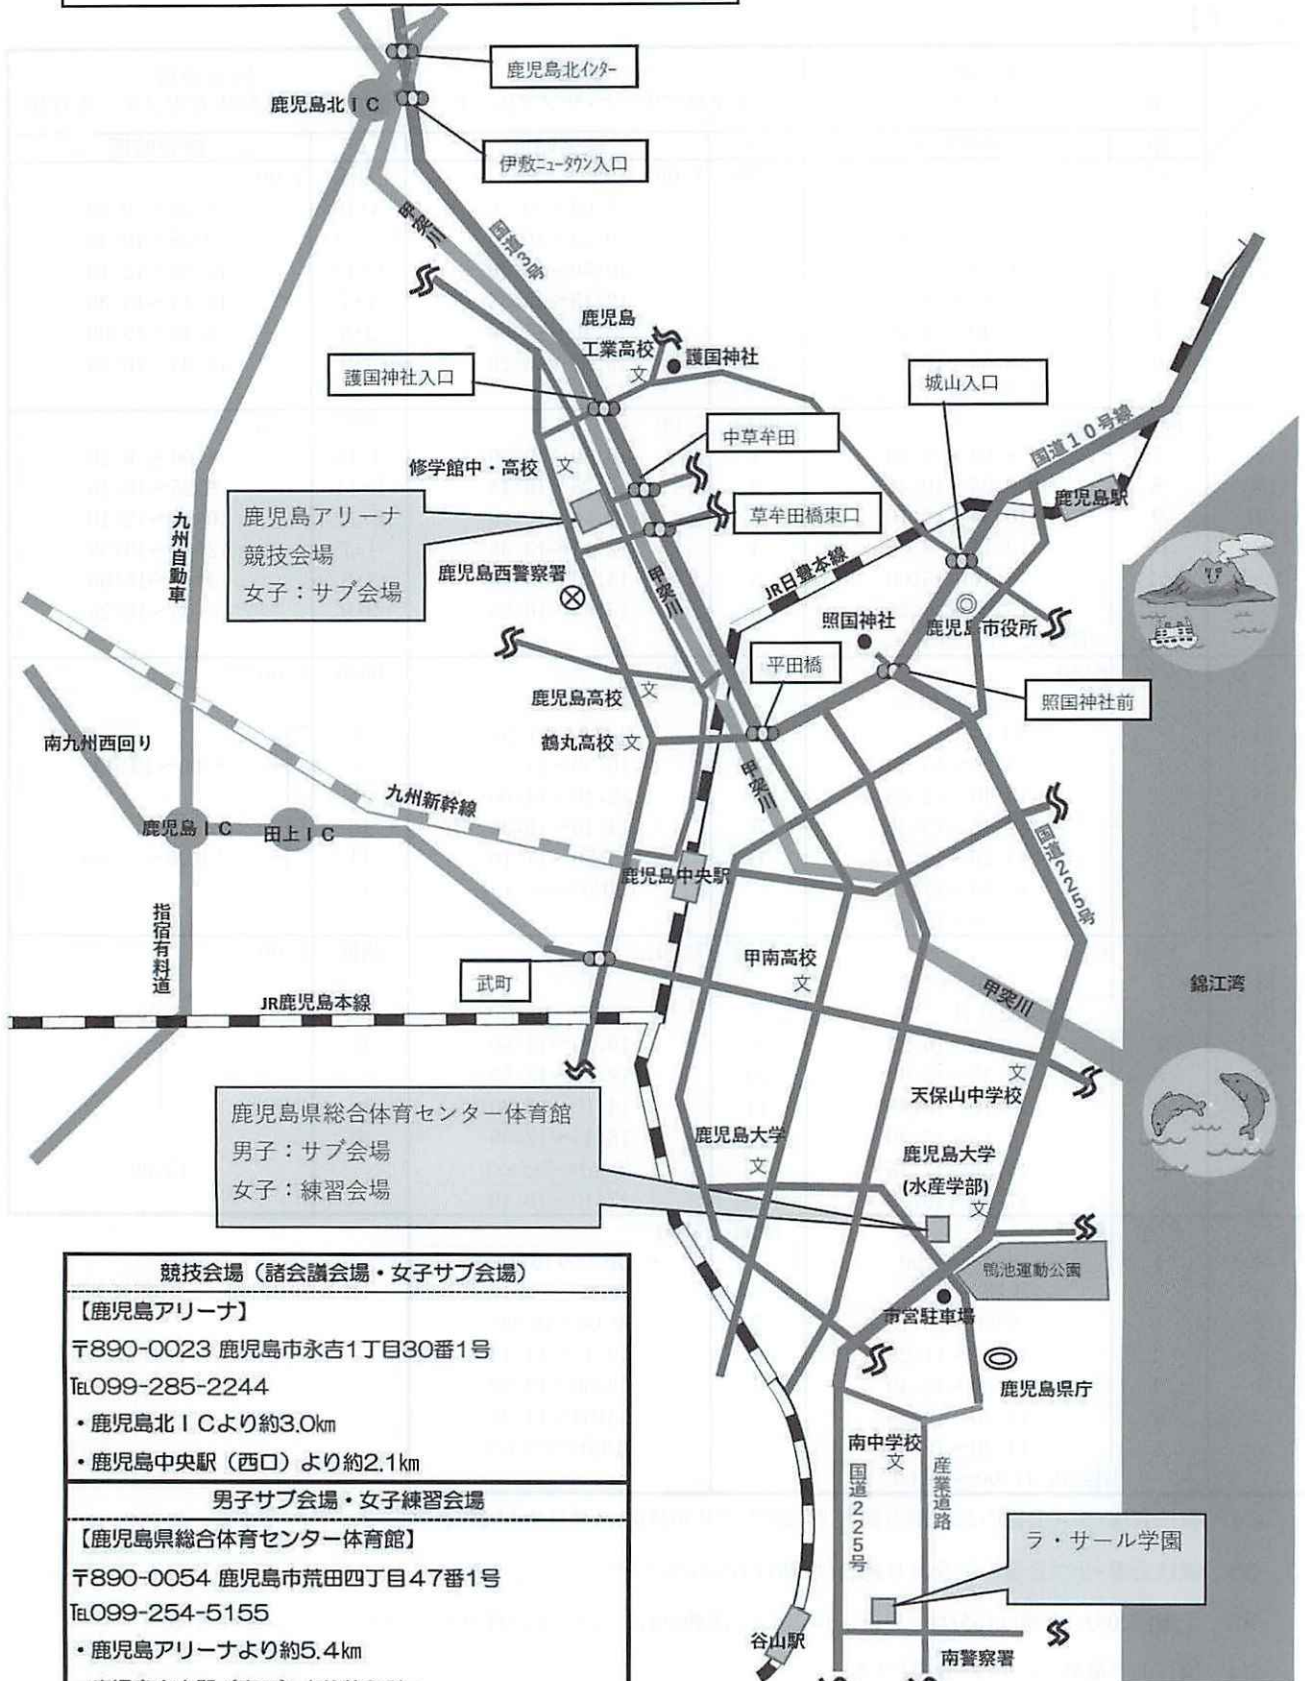 鹿児島北インター
鹿児島北ＩＣ
伊敷ニュータウン入口
甲突川
国道3号
鹿児島
工業高校
文
護国神社
護国神社入口
城山入口
国道１０号線
中草牟田
修学館中・高校
文
鹿児島駅
鹿児島アリーナ
競技会場
女子：サブ会場
草牟田橋東口
九州自動車
鹿児島西警察署
甲突川
JR日豊本線
照国神社
鹿児島市役所
平田橋
鹿児島高校
文
照国神社前
鶴丸高校
文
南九州西回り
九州新幹線
甲突川
鹿児島ＩＣ
田上ＩＣ
国道２２５号
鹿児島中央駅
指宿有料道
武町
甲南高校
文
甲突川
錦江湾
JR鹿児島本線
文
天保山中学校
鹿児島県総合体育センター体育館
男子：サブ会場
女子：練習会場
鹿児島大学
文
鹿児島大学
(水産学部)
文
鴨池運動公園
市営駐車場
鹿児島県庁
競技会場（諸会議会場・女子サブ会場）
【鹿児島アリーナ】
〒890-0023 鹿児島市永吉1丁目30番1号
℡099-285-2244
・鹿児島北ＩＣより約3.0㎞
・鹿児島中央駅（西口）より約2.1㎞
男子サブ会場・女子練習会場
【鹿児島県総合体育センター体育館】
〒890-0054 鹿児島市荒田四丁目47番1号
℡099-254-5155
・鹿児島アリーナより約5.4㎞
南中学校
文
国道２２５号
産業道路
ラ・サール学園
谷山駅
南警察署